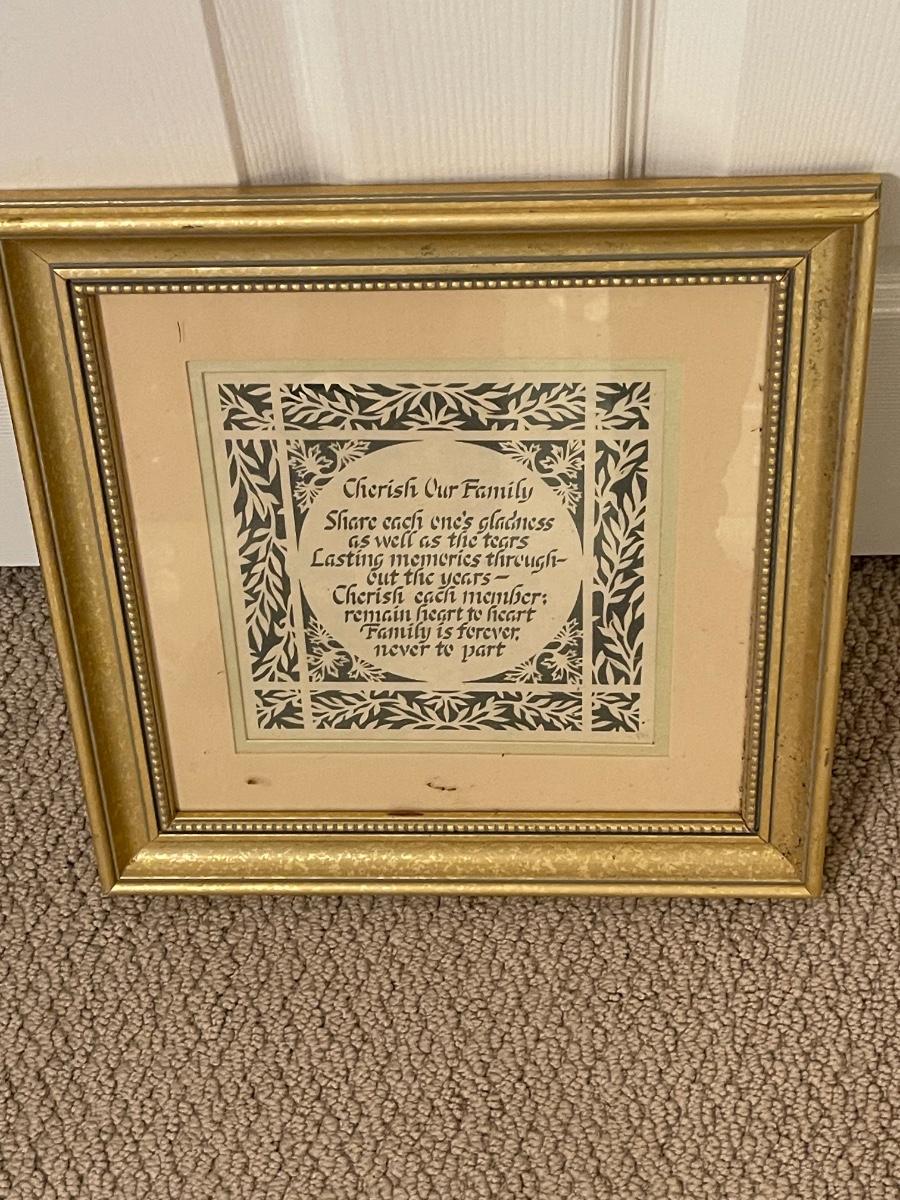 Cherish Our Family
Share each one's gladness
as well as the tears
Lasting memories through-
out the years –
Cherish each member;
remain heart to heart
Family is forever,
never to part